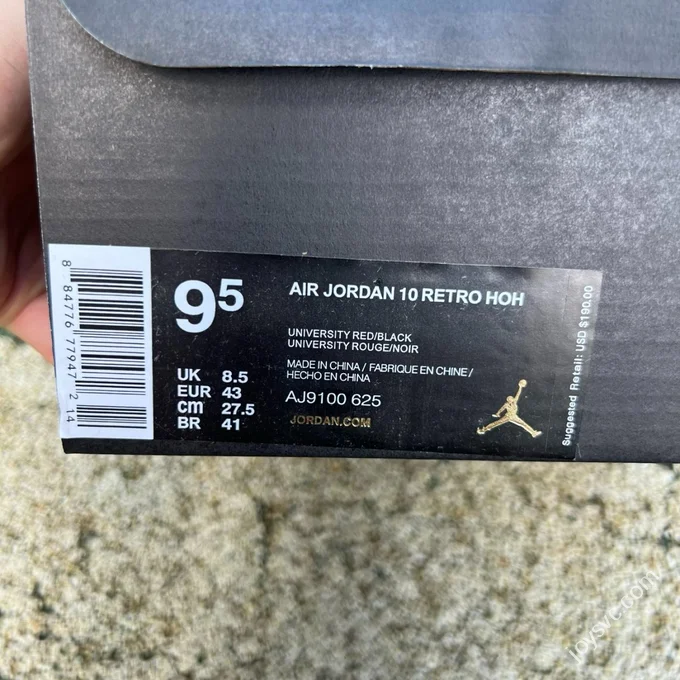 8 84776 77947 2 14
9⁵
AIR JORDAN 10 RETRO HOH
UNIVERSITY RED/BLACK
UNIVERSITY ROUGE/NOIR
MADE IN CHINA / FABRIQUE EN CHINE /
HECHO EN CHINA
UK 8.5
EUR 43
cm 27.5
BR 41
AJ9100 625
JORDAN.COM
Suggested Retail: USD $190.00
joysvc.com